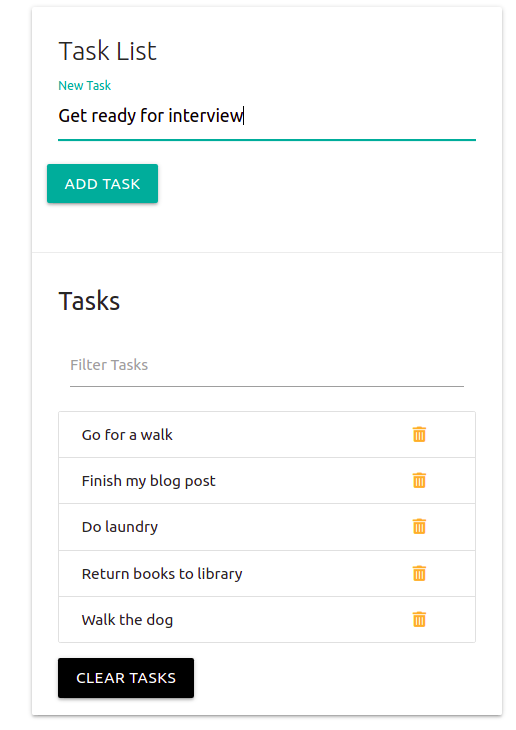 Task List
New Task
Get ready for interview
ADD TASK
Tasks
Filter Tasks
Go for a walk
Finish my blog post
Do laundry
Return books to library
Walk the dog
CLEAR TASKS